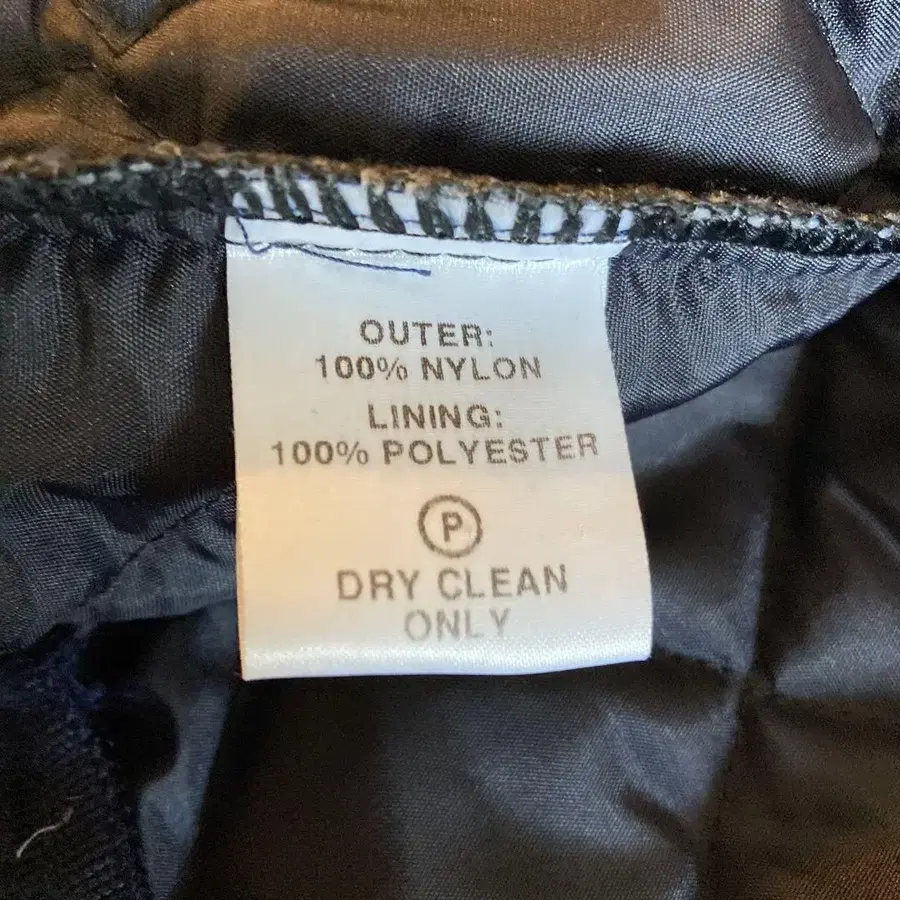 OUTER:
100% NYLON
LINING:
100% POLYESTER
P
DRY CLEAN
ONLY